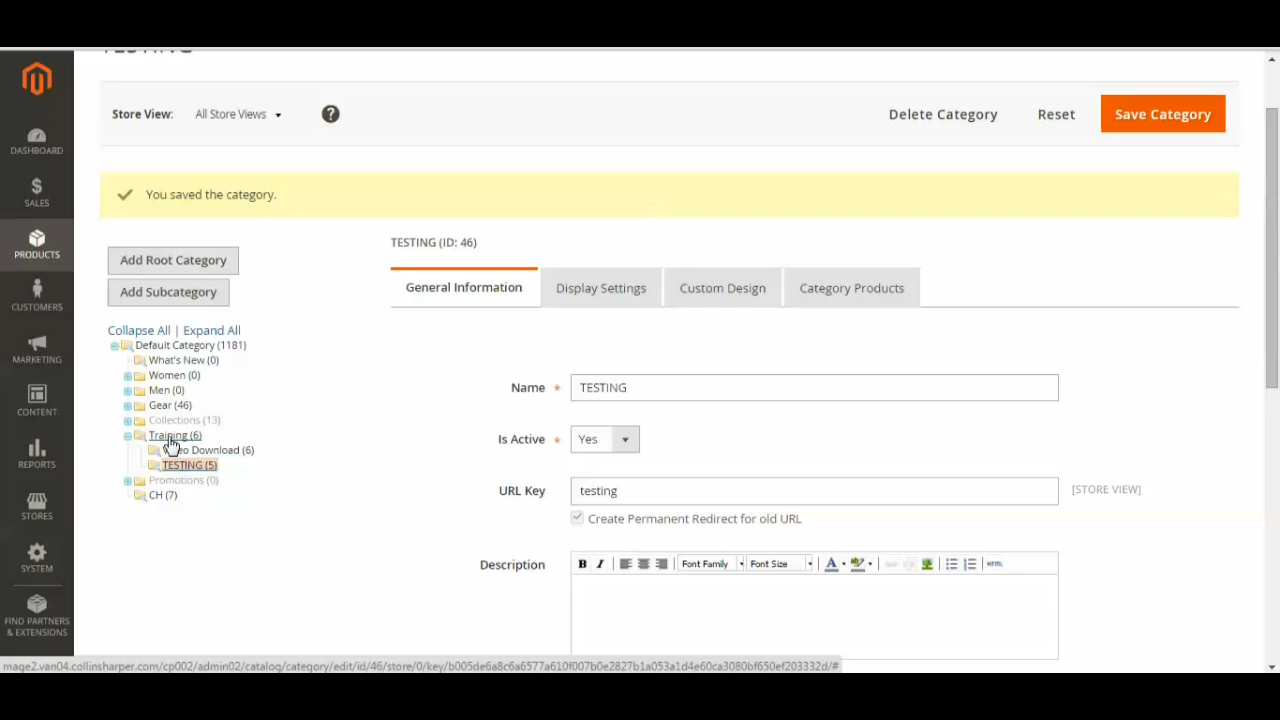 TESTING
Store View: All Store Views ?
Delete Category Reset Save Category
DASHBOARD
SALES
PRODUCTS
CUSTOMERS
MARKETING
CONTENT
REPORTS
STORES
SYSTEM
FIND PARTNERS
& EXTENSIONS
You saved the category.
Add Root Category
Add Subcategory
Collapse All | Expand All
Default Category (1181)
What's New (0)
Women (0)
Men (0)
Gear (46)
Collections (13)
Training (6)
Download (6)
TESTING (5)
Promotions (0)
CH (7)
TESTING (ID: 46)
General Information Display Settings Custom Design Category Products
Name * TESTING
Is Active * Yes
URL Key testing [STORE VIEW]
Create Permanent Redirect for old URL
Description B I Font Family Font Size A HTML